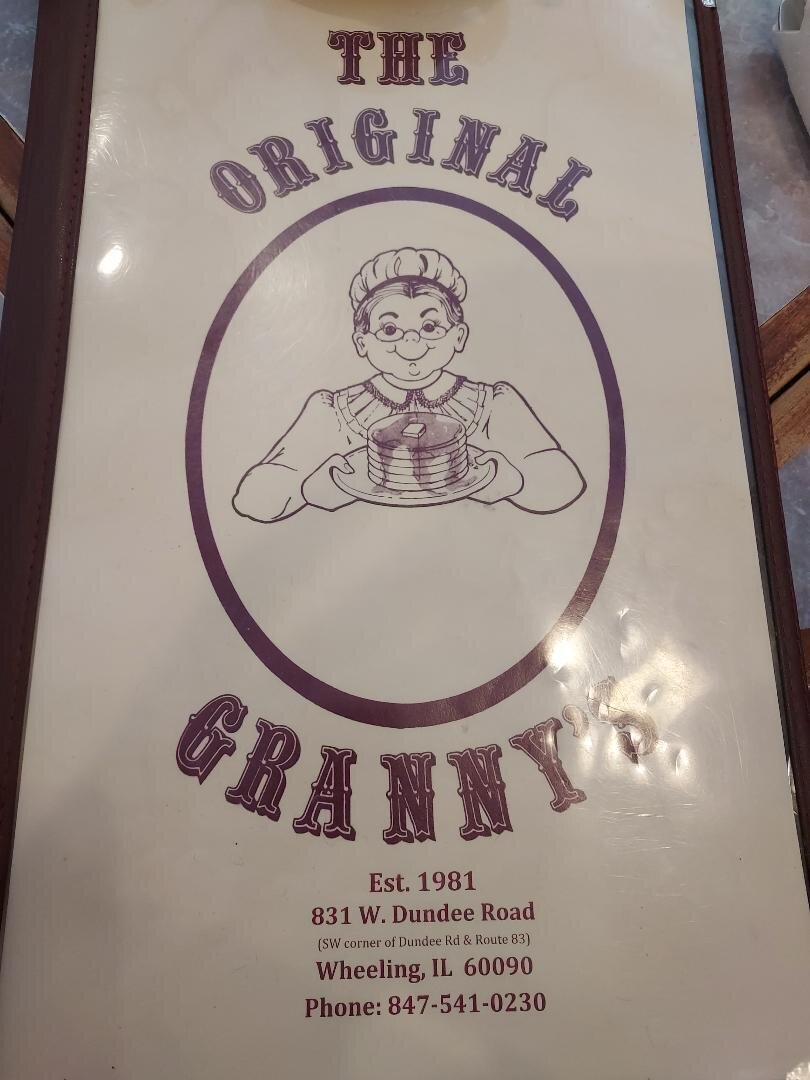 THE
ORIGINAL
GRANNY'S
Est. 1981
831 W. Dundee Road
(SW corner of Dundee Rd & Route 83)
Wheeling, IL 60090
Phone: 847-541-0230